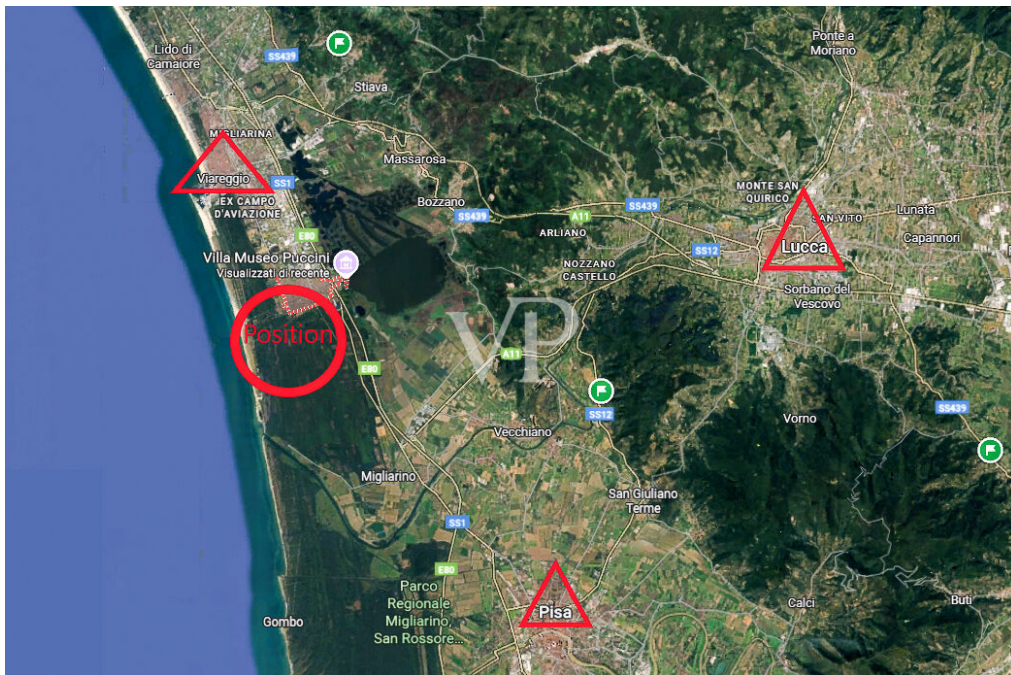 Lido di
Camaiore
SS439
Stiava
Ponte a
Moriano
MIGLIARINA
Viareggio
SS1
EX CAMPO
D'AVIAZIONE
E80
Massarosa
Bozzano
SS439
A11
SS439
ARLIANO
SS12
MONTE SAN
QUIRICO
SAN VITO
Lunata
Lucca
Capannori
Sorbano del
Vescovo
NOZZANO
CASTELLO
Villa Museo Puccini
Visualizzati di recente
Position
VP
A11
E80
SS12
SS439
Vorno
Vecchiano
Migliarino
San Giuliano
Terme
SS1
E80
Parco
Regionale
Migliarino,
San Rossore...
Gombo
Pisa
Calci
Buti